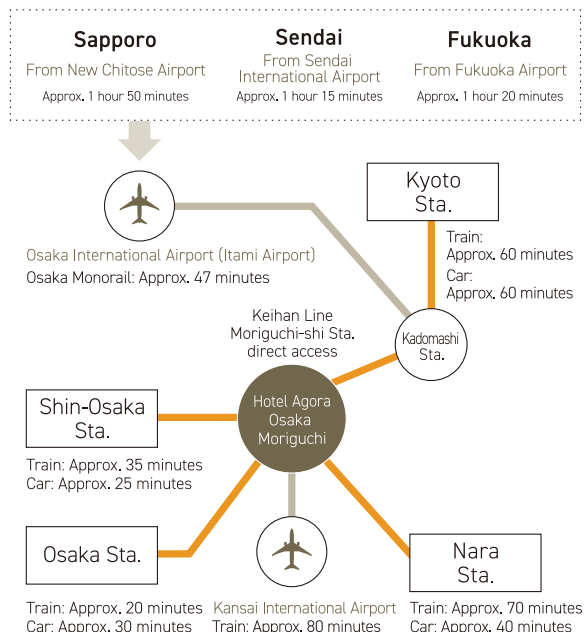 Sapporo
From New Chitose Airport
Approx. 1 hour 50 minutes
Sendai
From Sendai
International Airport
Approx. 1 hour 15 minutes
Fukuoka
From Fukuoka Airport
Approx. 1 hour 20 minutes
Osaka International Airport (Itami Airport)
Osaka Monorail: Approx. 47 minutes
Kyoto
Sta.
Train:
Approx. 60 minutes
Car:
Approx. 60 minutes
Keihan Line
Moriguchi-shi Sta.
direct access
Kadomashi
Sta.
Hotel Agora
Osaka
Moriguchi
Shin-Osaka
Sta.
Train: Approx. 35 minutes
Car: Approx. 25 minutes
Osaka Sta.
Train: Approx. 20 minutes
Car: Approx. 30 minutes
Kansai International Airport
Train: Approx. 80 minutes
Nara
Sta.
Train: Approx. 70 minutes
Car: Approx. 40 minutes